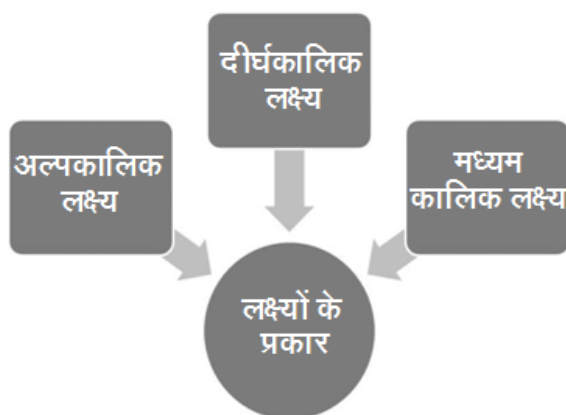 दीर्घकालिक
लक्ष्य
अल्पकालिक
लक्ष्य
मध्यम
कालिक लक्ष्य
लक्ष्यों के
प्रकार